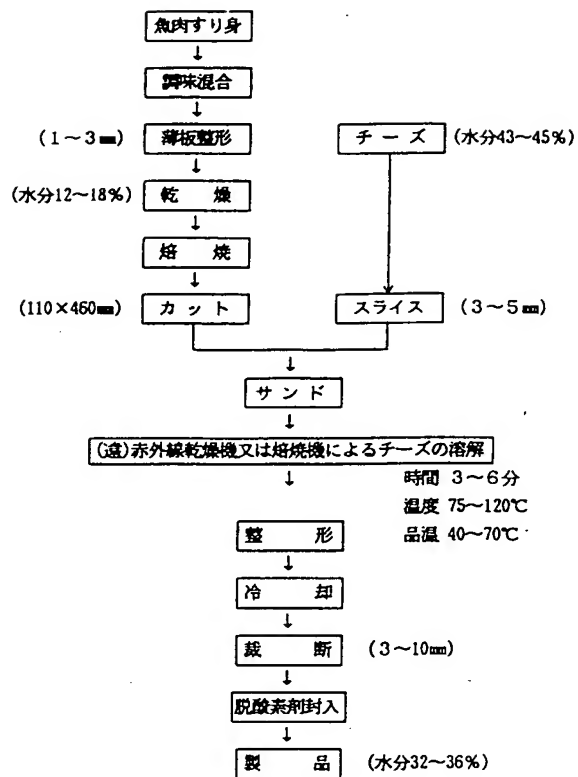 魚肉すり身
調味混合
(1～3㎜) 薄板整形
チーズ (水分43～45%)
(水分12～18%) 乾燥
焙焼
(110×460㎜) カット
スライス (3～5㎜)
サンド
(遠)赤外線乾燥機又は焙焼機によるチーズの溶解
時間 3～6分
温度 75～120℃
品温 40～70℃
整形
冷却
裁断 (3～10㎜)
脱酸素剤封入
製品 (水分32～36%)